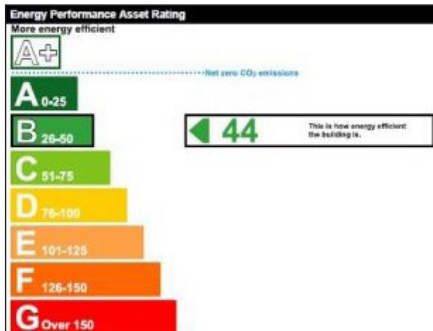 Energy Performance Asset Rating
More energy efficient
A+
Net zero CO₂ emissions
A 0-25
B 26-50
44
This is how energy efficient
the building is.
C 51-75
D 76-100
E 101-125
F 126-150
G Over 150